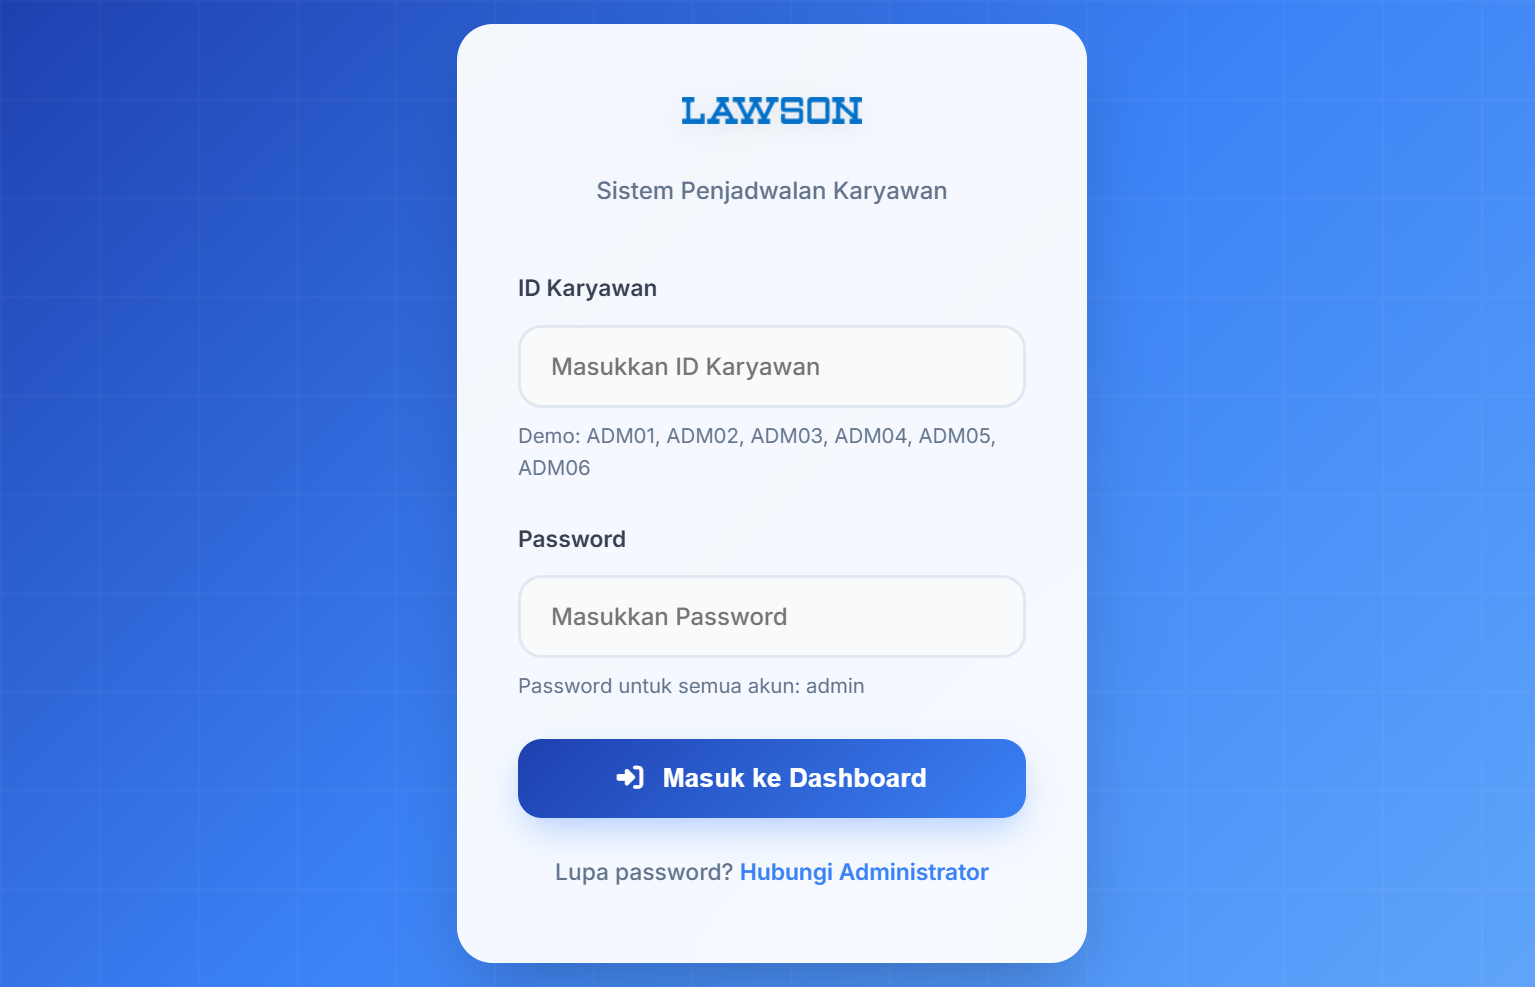 LAWSON
Sistem Penjadwalan Karyawan
ID Karyawan
Masukkan ID Karyawan
Demo: ADM01, ADM02, ADM03, ADM04, ADM05,
ADM06
Password
Masukkan Password
Password untuk semua akun: admin
Masuk ke Dashboard
Lupa password? Hubungi Administrator